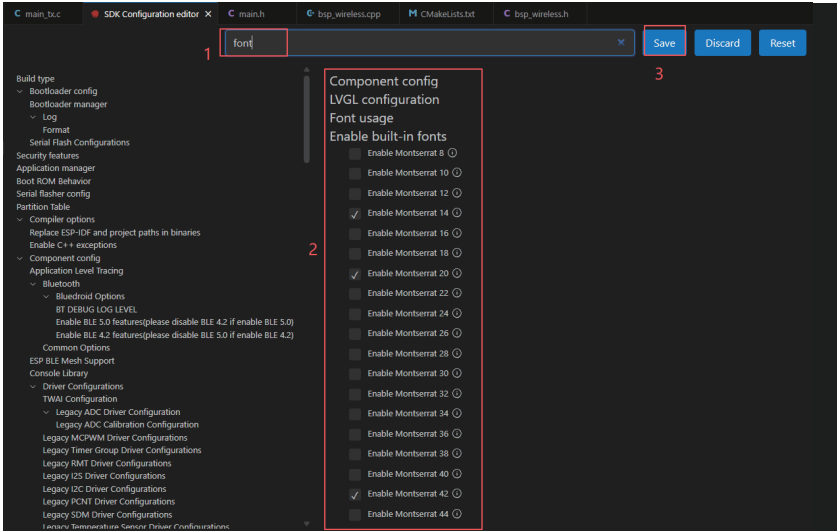 main_tx.c
SDK Configuration editor
main.h
bsp_wireless.cpp
CMakeLists.txt
bsp_wireless.h
1
font
Save
Discard
Reset
3
Build type
Bootloader config
Bootloader manager
Log
Format
Serial Flash Configurations
Security features
Application manager
Boot ROM Behavior
Serial flasher config
Partition Table
Compiler options
Replace ESP-IDF and project paths in binaries
Enable C++ exceptions
Component config
Application Level Tracing
Bluetooth
Bluedroid Options
BT DEBUG LOG LEVEL
Enable BLE 5.0 features(please disable BLE 4.2 if enable BLE 5.0)
Enable BLE 4.2 features(please disable BLE 5.0 if enable BLE 4.2)
Common Options
ESP BLE Mesh Support
Console Library
Driver Configurations
TWAI Configuration
Legacy ADC Driver Configuration
Legacy ADC Calibration Configuration
Legacy MCPWM Driver Configurations
Legacy Timer Group Driver Configurations
Legacy RMT Driver Configurations
Legacy I2S Driver Configurations
Legacy I2C Driver Configurations
Legacy PCNT Driver Configurations
Legacy SDM Driver Configurations
Legacy Temperature Sensor Driver Configurations
2
Component config
LVGL configuration
Font usage
Enable built-in fonts
Enable Montserrat 8
Enable Montserrat 10
Enable Montserrat 12
Enable Montserrat 14
Enable Montserrat 16
Enable Montserrat 18
Enable Montserrat 20
Enable Montserrat 22
Enable Montserrat 24
Enable Montserrat 26
Enable Montserrat 28
Enable Montserrat 30
Enable Montserrat 32
Enable Montserrat 34
Enable Montserrat 36
Enable Montserrat 38
Enable Montserrat 40
Enable Montserrat 42
Enable Montserrat 44